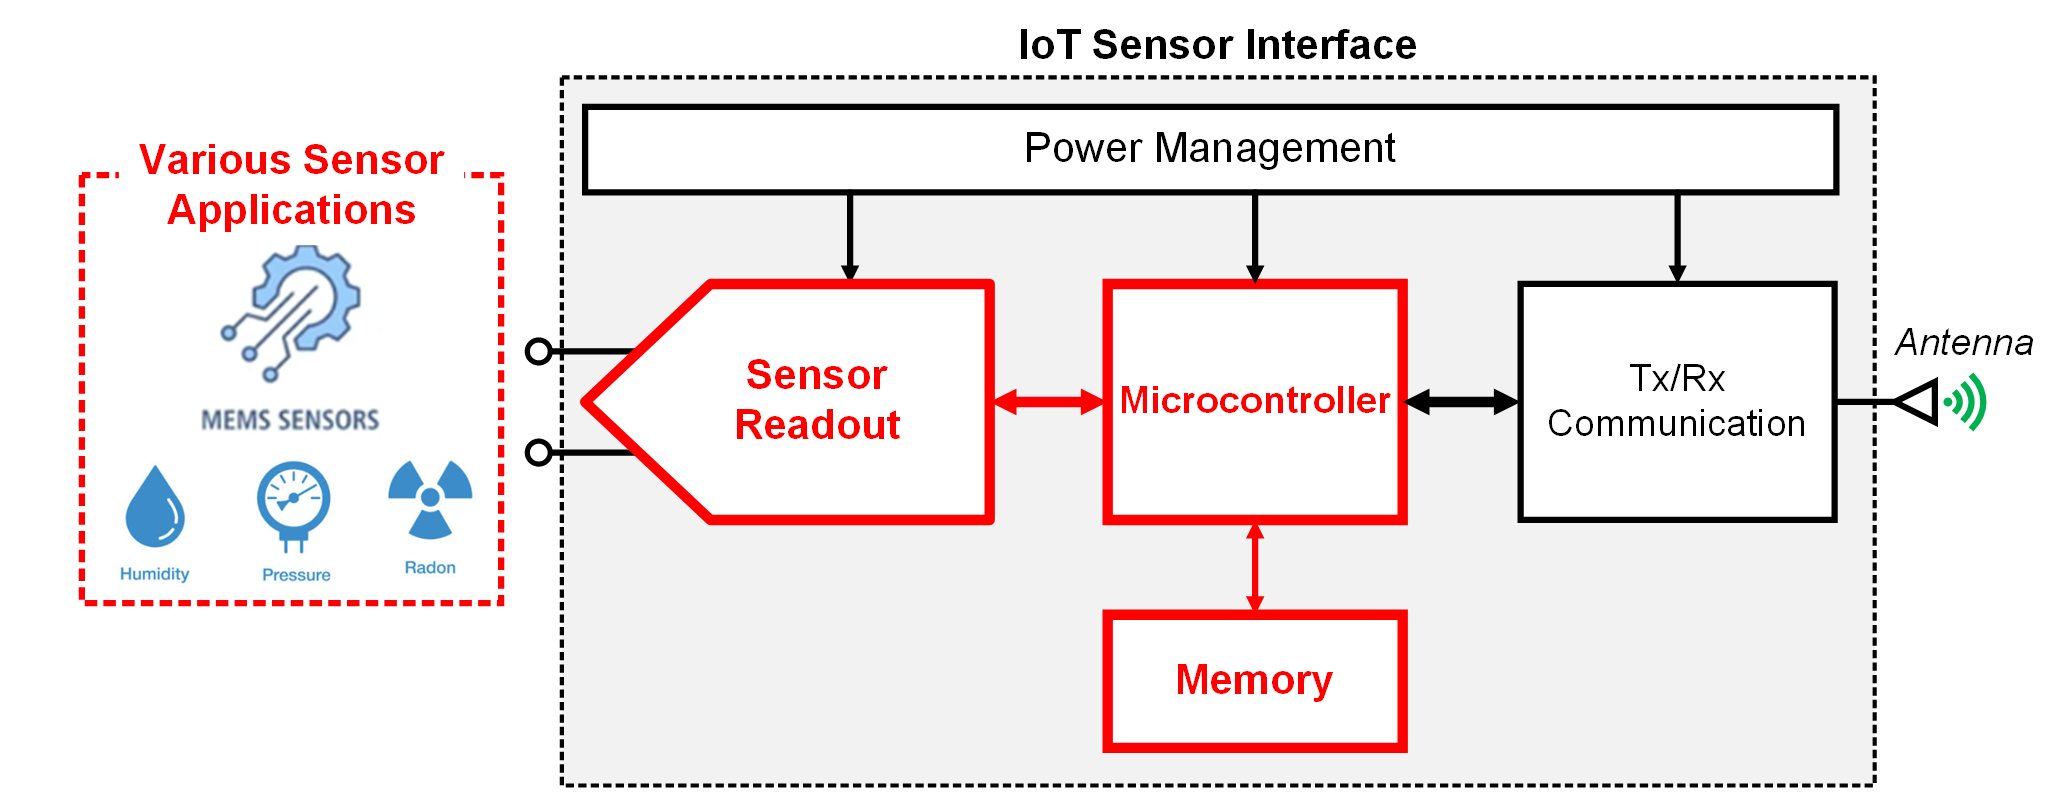 IoT Sensor Interface
Power Management
Various Sensor
Applications
MEMS SENSORS
Humidity
Pressure
Radon
Sensor
Readout
Microcontroller
Tx/Rx
Communication
Antenna
Memory